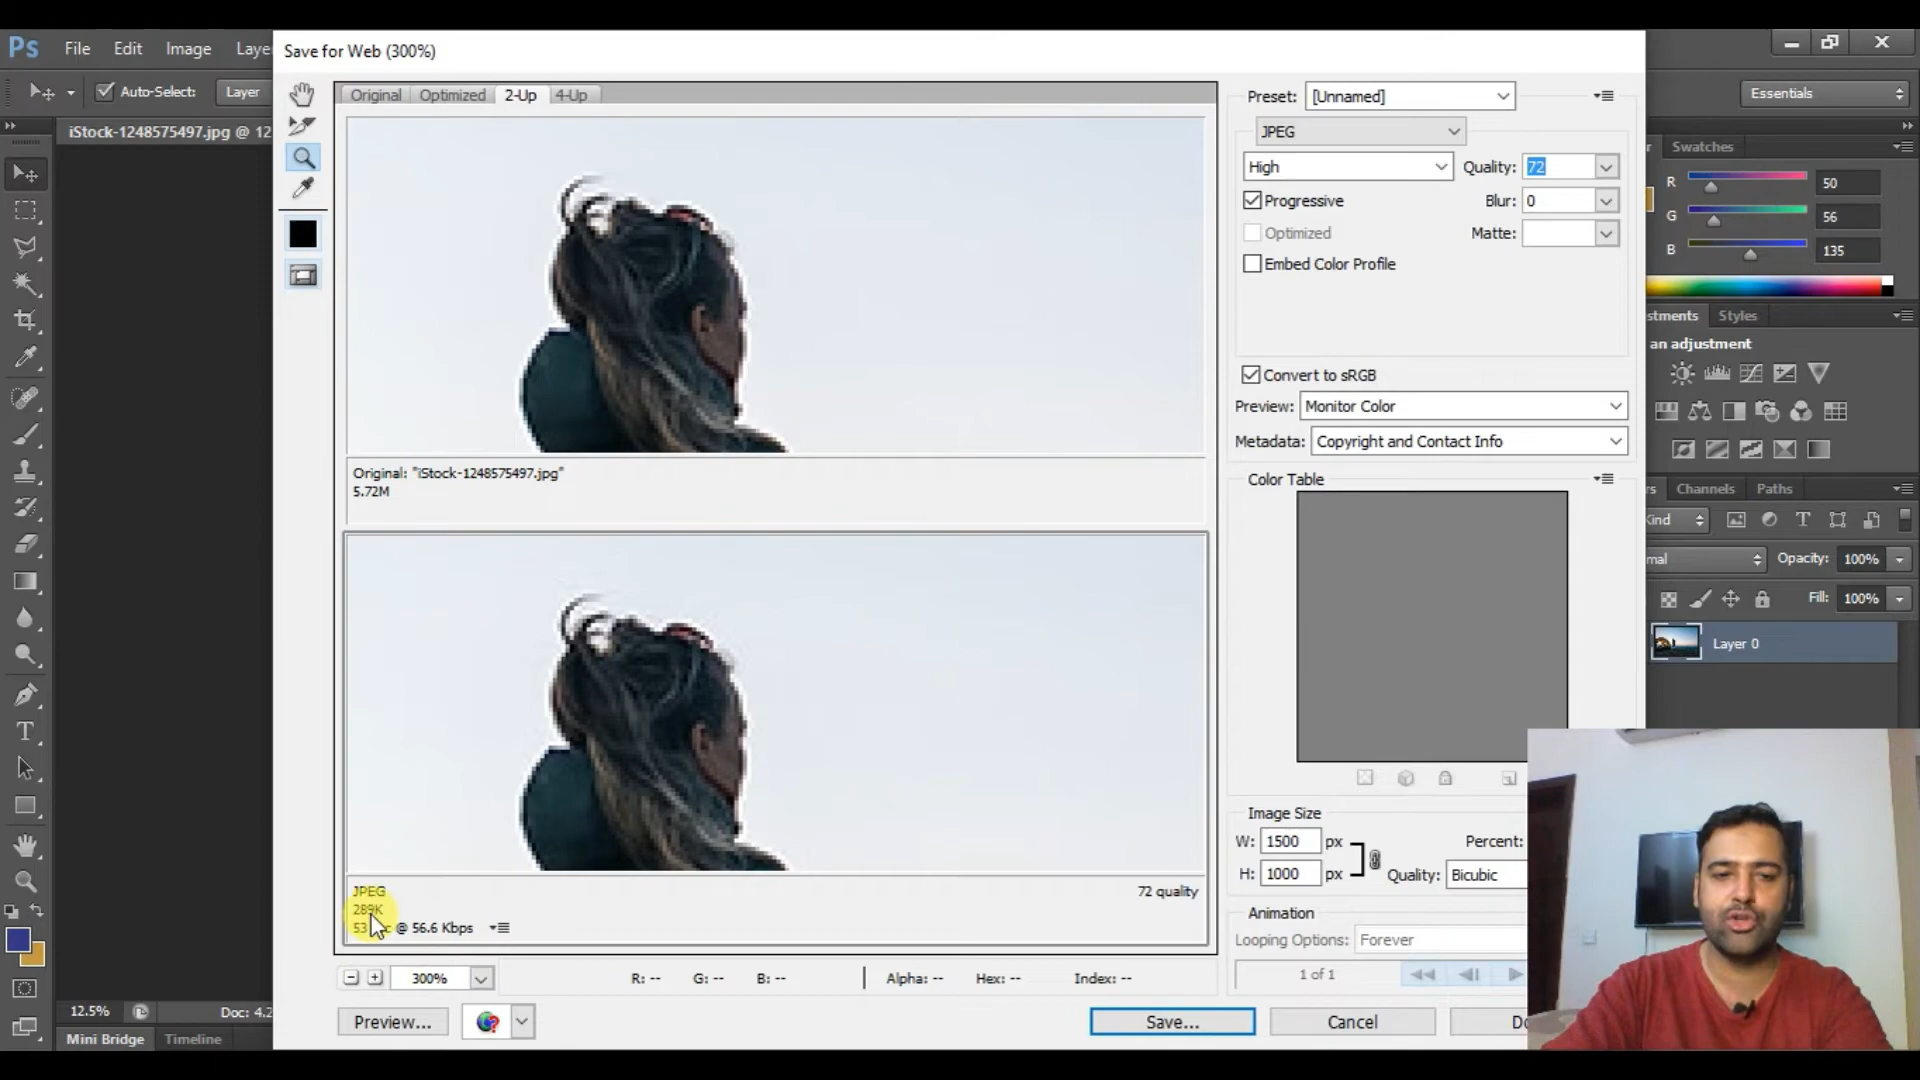 Ps File Edit Image Laye
Save for Web (300%)
Auto-Select: Layer
Essentials
iStock-1248575497.jpg @ 12
Original Optimized 2-Up 4-Up
Preset: [Unnamed]
JPEG
High Quality: 72
Progressive Blur: 0
Optimized Matte:
Embed Color Profile
Convert to sRGB
Preview: Monitor Color
Metadata: Copyright and Contact Info
Color Table
Original: "iStock-1248575497.jpg"
5.72M
JPEG 72 quality
289K
@ 56.6 Kbps
Image Size
W: 1500 px Percent:
H: 1000 px Quality: Bicubic
Animation
Looping Options: Forever
1 of 1
300% R: -- G: -- B: -- Alpha: -- Hex: -- Index: --
Preview... Save... Cancel Do
Swatches
R 50
G 56
B 135
stments Styles
an adjustment
rs Channels Paths
Kind
mal Opacity: 100%
Fill: 100%
Layer 0
12.5% Doc: 4.2
Mini Bridge Timeline